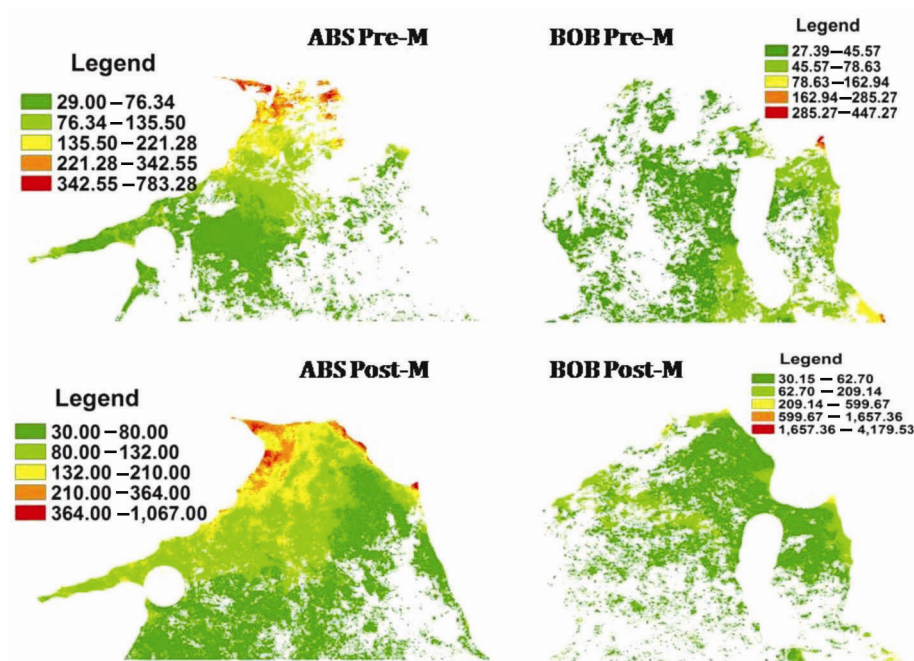 ABS Pre-M
Legend
29.00–76.34
76.34–135.50
135.50–221.28
221.28–342.55
342.55–783.28
BOB Pre-M
Legend
27.39–45.57
45.57–78.63
78.63–162.94
162.94–285.27
285.27–447.27
ABS Post-M
Legend
30.00–80.00
80.00–132.00
132.00–210.00
210.00–364.00
364.00–1,067.00
BOB Post-M
Legend
30.15 – 62.70
62.70 – 209.14
209.14 – 599.67
599.67 – 1,657.36
1,657.36 – 4,179.53